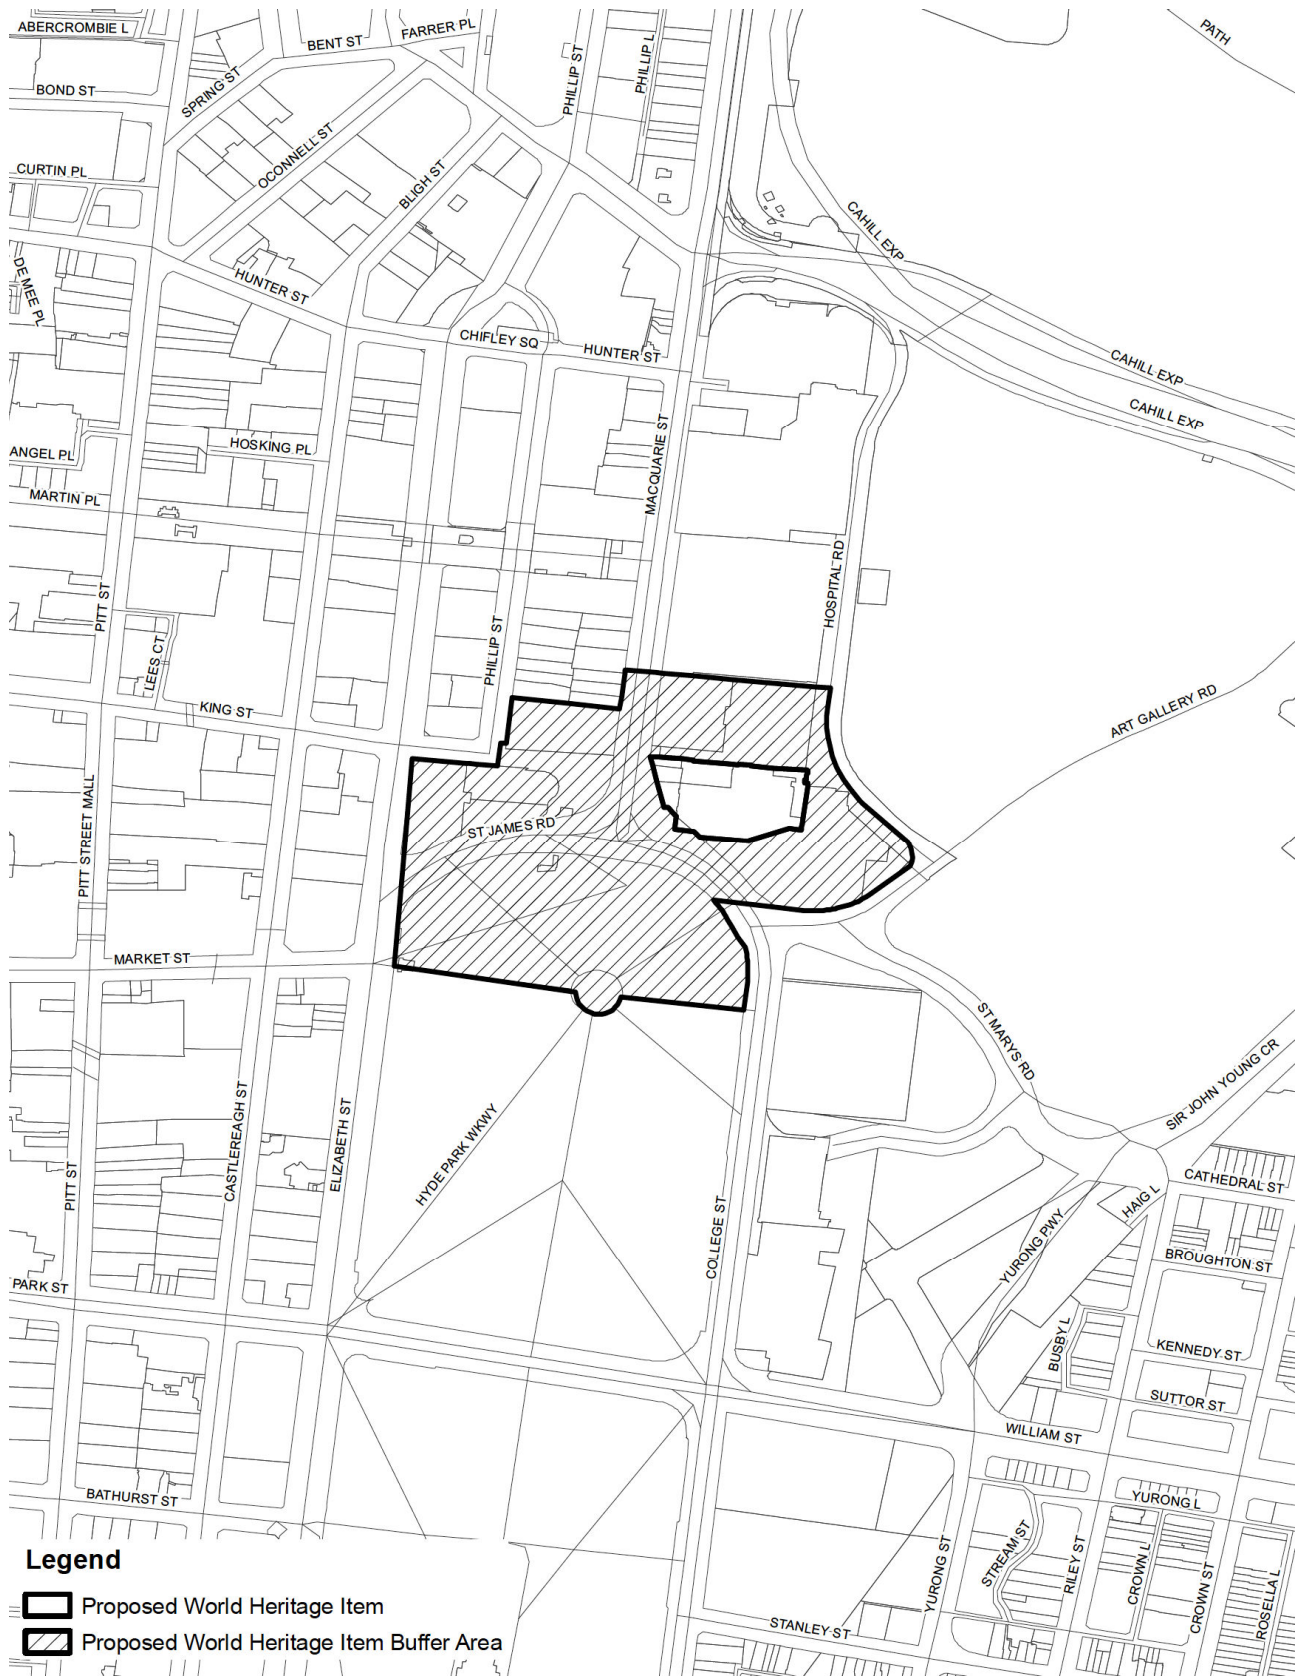 ABERCROMBIE L
BENT ST
FARRER PL
PATH
BOND ST
SPRING ST
PHILLIP ST
PHILLIP L
OCONNELL ST
BLIGH ST
CURTIN PL
CAHILL EXP
DE MEE PL
HUNTER ST
CHIFLEY SQ
HUNTER ST
CAHILL EXP
CAHILL EXP
MACQUARIE ST
ANGEL PL
HOSKING PL
MARTIN PL
HOSPITAL RD
PITT ST
LEES CT
PHILLIP ST
KING ST
ART GALLERY RD
PITT STREET MALL
ST JAMES RD
MARKET ST
ST MARYS RD
SIR JOHN YOUNG CR
CASTLEREAGH ST
ELIZABETH ST
HYDE PARK WKWY
PITT ST
COLLEGE ST
CATHEDRAL ST
HAIG L
YURONG PWY
BROUGHTON ST
PARK ST
BUSBY L
KENNEDY ST
SUTTOR ST
WILLIAM ST
BATHURST ST
YURONG L
YURONG ST
STREAM ST
RILEY ST
CROWN L
CROWN ST
ROSELLA L
STANLEY ST
Legend
Proposed World Heritage Item
Proposed World Heritage Item Buffer Area